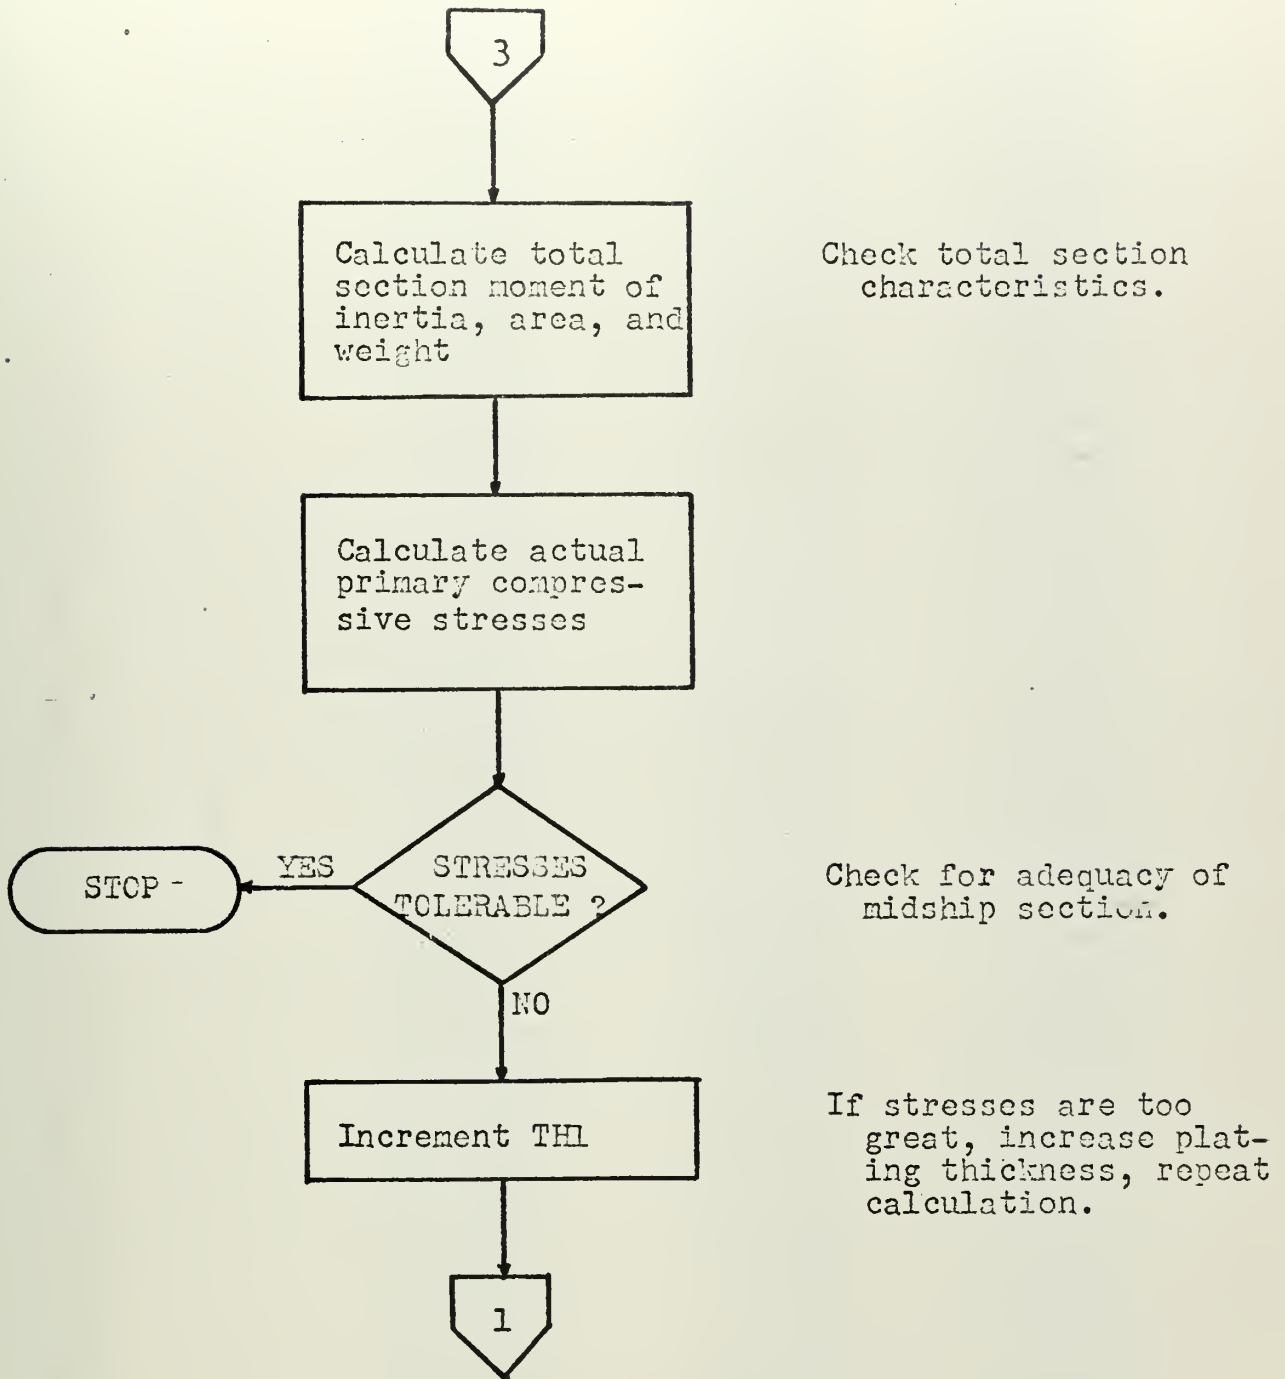 3
Calculate total
section moment of
inertia, area, and
weight
Check total section
characteristics.
Calculate actual
primary compres-
sive stresses
STOP
YES
STRESSES
TOLERABLE ?
Check for adequacy of
midship section.
NO
Increment TH1
If stresses are too
great, increase plat-
ing thickness, repeat
calculation.
1